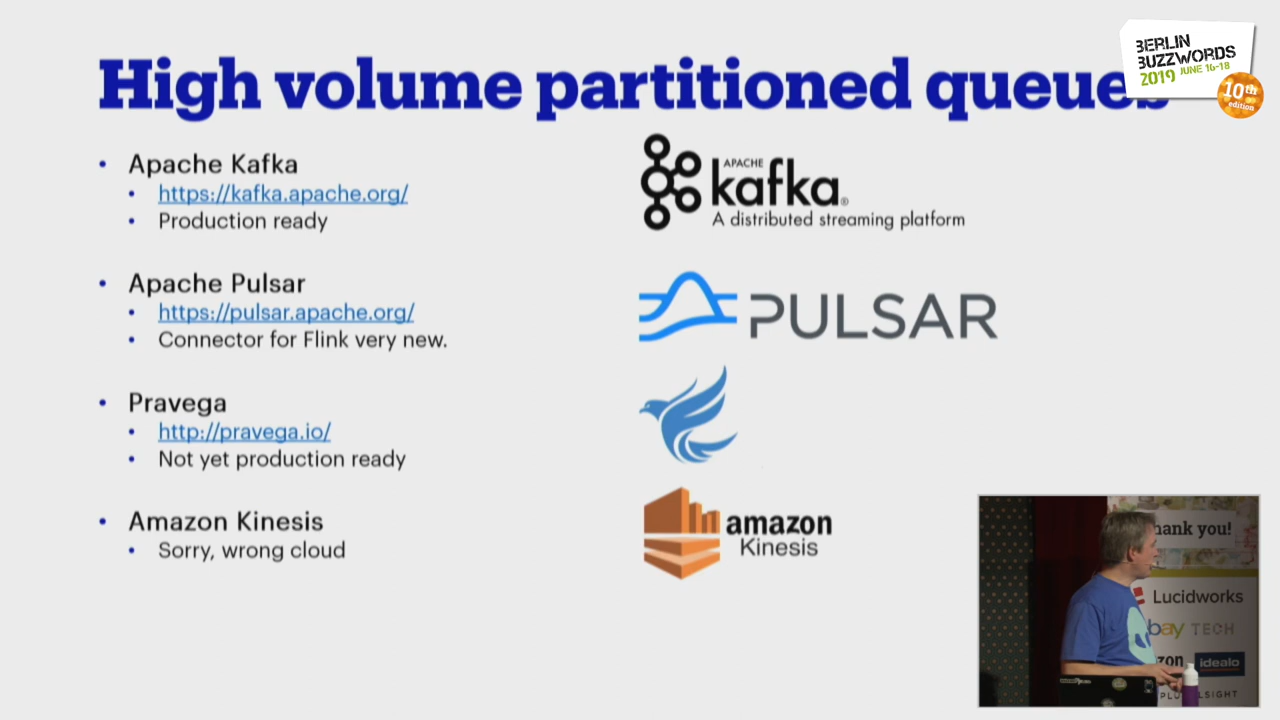 High volume partitioned queues
BERLIN
BUZZWORDS
2019 JUNE 16-18
10th
edition
• Apache Kafka
• https://kafka.apache.org/
• Production ready
APACHE
kafka®
A distributed streaming platform
• Apache Pulsar
• https://pulsar.apache.org/
• Connector for Flink very new.
PULSAR
• Pravega
• http://pravega.io/
• Not yet production ready
• Amazon Kinesis
• Sorry, wrong cloud
amazon
Kinesis
hank you!
Lucidworks
bay TECH
zon
idealo